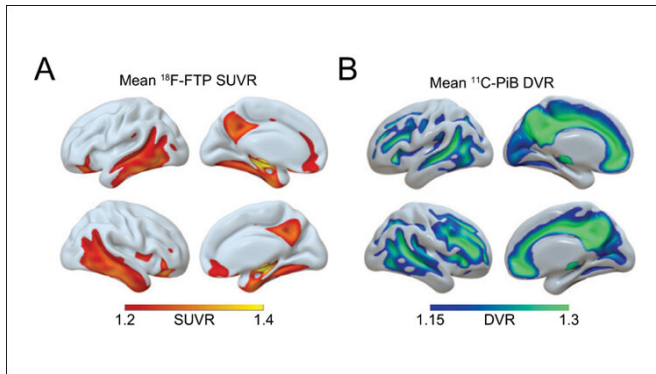 A
Mean ¹⁸F-FTP SUVR
1.2 SUVR 1.4
B
Mean ¹¹C-PiB DVR
1.15 DVR 1.3